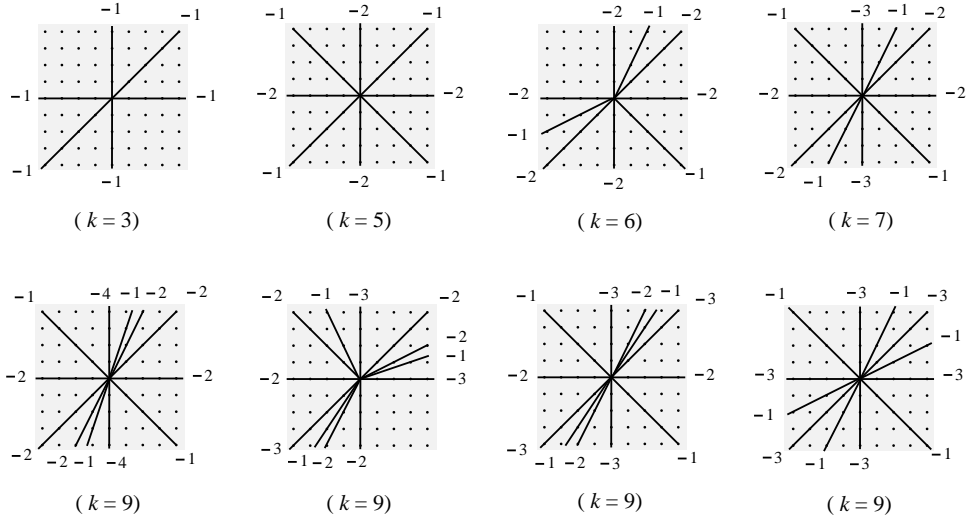 −1 −1
−1 −1
−1 −1
( k = 3)
−1 −2 −1
−2 −2
−1 −2 −1
( k = 5)
−2 −1 −2
−2 −2
−1
−2 −2 −1
( k = 6)
−1 −3 −1 −2
−2 −2
−2 −1 −3 −1
( k = 7)
−1 −4 −1 −2 −2
−2 −2
−2 −2 −1 −4 −1
( k = 9)
−2 −1 −3 −2
−2
−1
−2 −3
−3 −1 −2 −2
( k = 9)
−1 −3 −2 −1 −3
−2 −2
−3 −1 −2 −3 −1
( k = 9)
−1 −3 −1 −3
−1
−3 −3
−1
−3 −1 −3 −1
( k = 9)